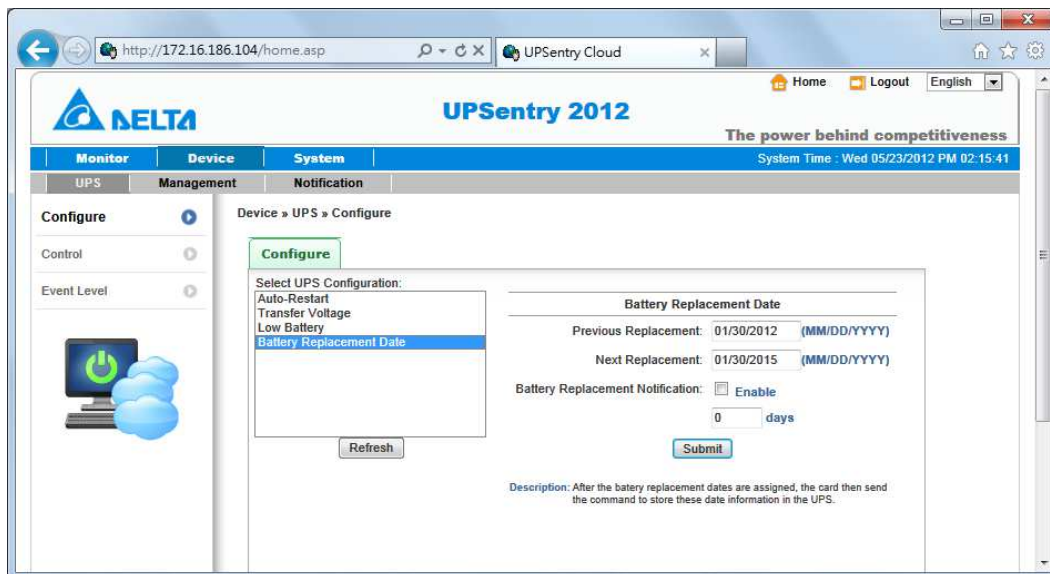 http://172.16.186.104/home.asp
UPSentry Cloud
Home Logout English
DELTA
UPSentry 2012
The power behind competitiveness
Monitor Device System System Time : Wed 05/23/2012 PM 02:15:41
UPS Management Notification
Configure
Control
Event Level
Device » UPS » Configure
Configure
Select UPS Configuration:
Auto-Restart
Transfer Voltage
Low Battery
Battery Replacement Date
Refresh
Battery Replacement Date
Previous Replacement: 01/30/2012 (MM/DD/YYYY)
Next Replacement: 01/30/2015 (MM/DD/YYYY)
Battery Replacement Notification: Enable
0 days
Submit
Description: After the batery replacement dates are assigned, the card then send
the command to store these date information in the UPS.